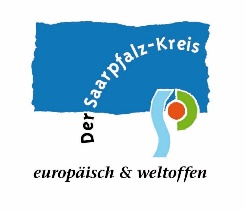 Der Saarpfalz-Kreis
europäisch & weltoffen